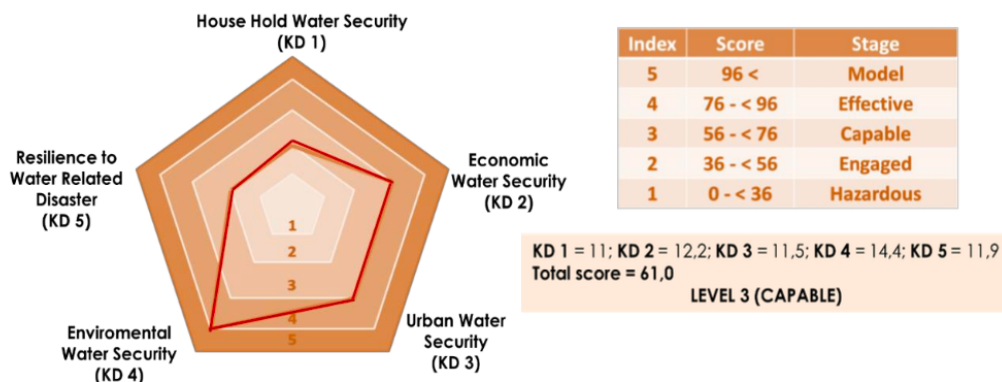 House Hold Water Security
(KD 1)
Resilience to
Water Related
Disaster
(KD 5)
Economic
Water Security
(KD 2)
1
2
3
4
5
Enviromental
Water Security
(KD 4)
Urban Water
Security
(KD 3)
Index Score Stage
5 96 < Model
4 76 - < 96 Effective
3 56 - < 76 Capable
2 36 - < 56 Engaged
1 0 - < 36 Hazardous
KD 1 = 11; KD 2 = 12,2; KD 3 = 11,5; KD 4 = 14,4; KD 5 = 11,9
Total score = 61,0
LEVEL 3 (CAPABLE)